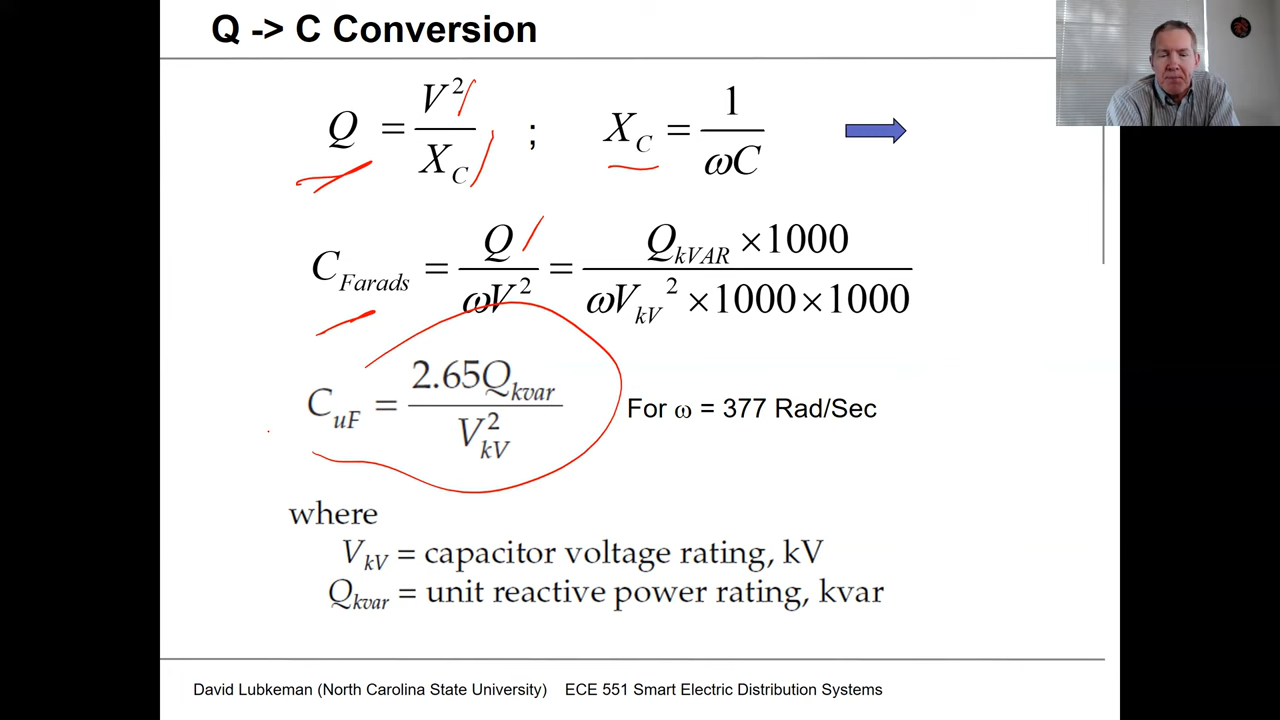 Q -> C Conversion
Q = V² / X_C ; X_C = 1 / ωC
C_Farads = Q / ωV² = Q_kVAR ×1000 / ωV_kV² ×1000×1000
C_uF = 2.65Q_kvar / V_kV² For ω = 377 Rad/Sec
where
V_kV = capacitor voltage rating, kV
Q_kvar = unit reactive power rating, kvar
David Lubkeman (North Carolina State University) ECE 551 Smart Electric Distribution Systems